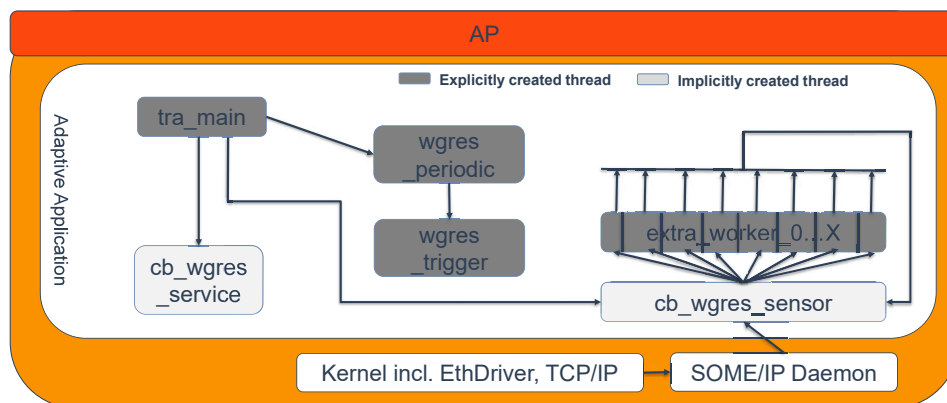 AP
Explicitly created thread
Implicitly created thread
Adaptive Application
tra_main
wgres
_periodic
wgres
_trigger
cb_wgres
_service
extra_worker_0...X
cb_wgres_sensor
Kernel incl. EthDriver, TCP/IP
SOME/IP Daemon